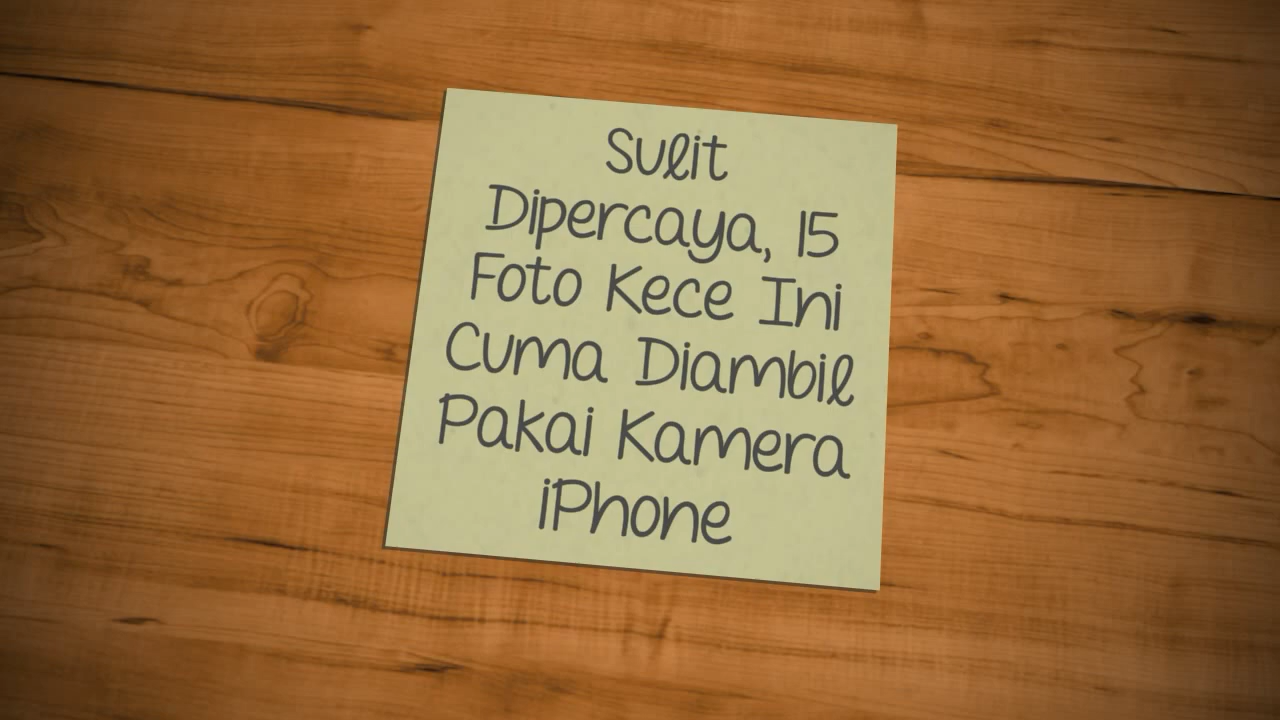 Sulit
Dipercaya, 15
Foto Kece Ini
Cuma Diambil
Pakai Kamera
iPhone